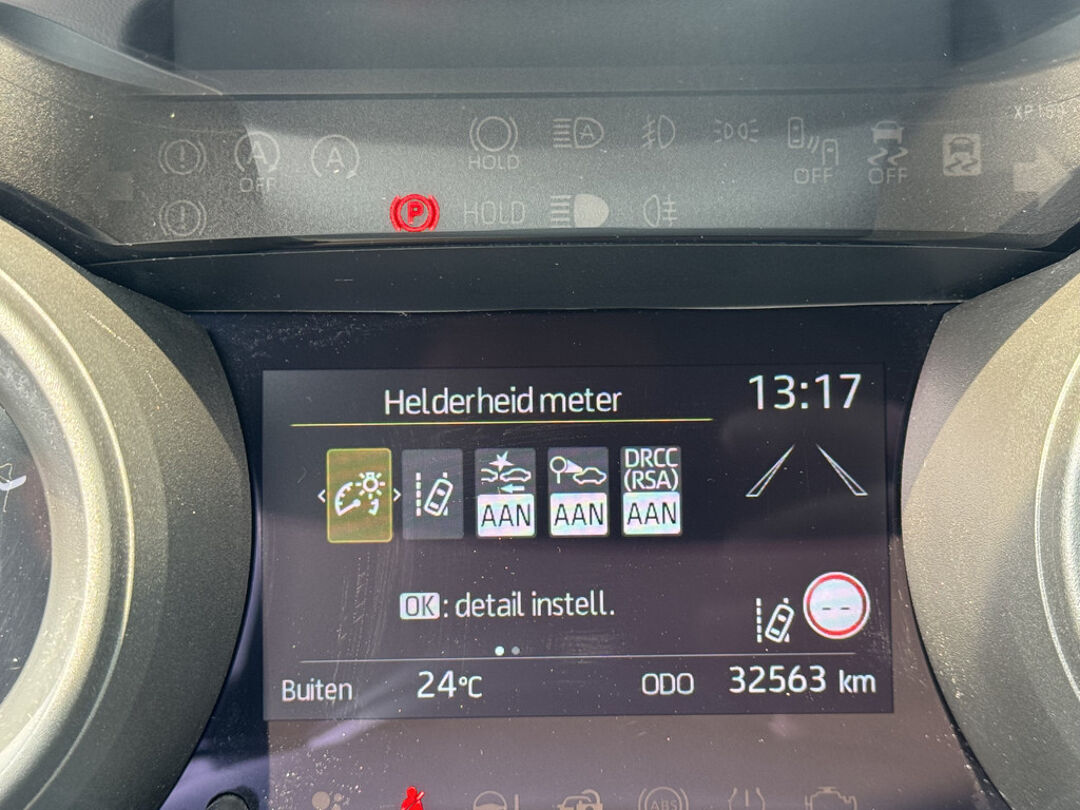 HOLD
OFF
OFF
OFF
P
HOLD
Helderheid meter
13:17
DRCC
(RSA)
AAN
AAN
AAN
OK: detail instell.
--
Buiten
24°C
ODO
32563 km
ABS